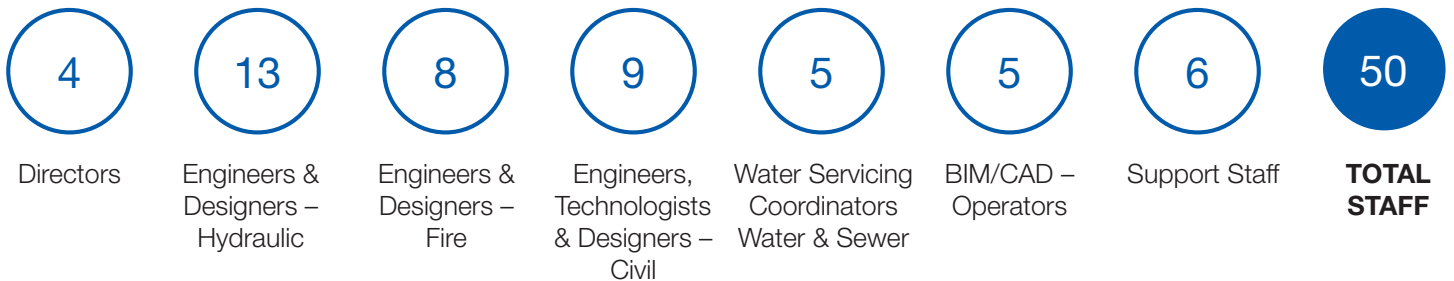 4
Directors
13
Engineers &
Designers –
Hydraulic
8
Engineers &
Designers –
Fire
9
Engineers,
Technologists
& Designers –
Civil
5
Water Servicing
Coordinators
Water & Sewer
5
BIM/CAD –
Operators
6
Support Staff
50
TOTAL
STAFF